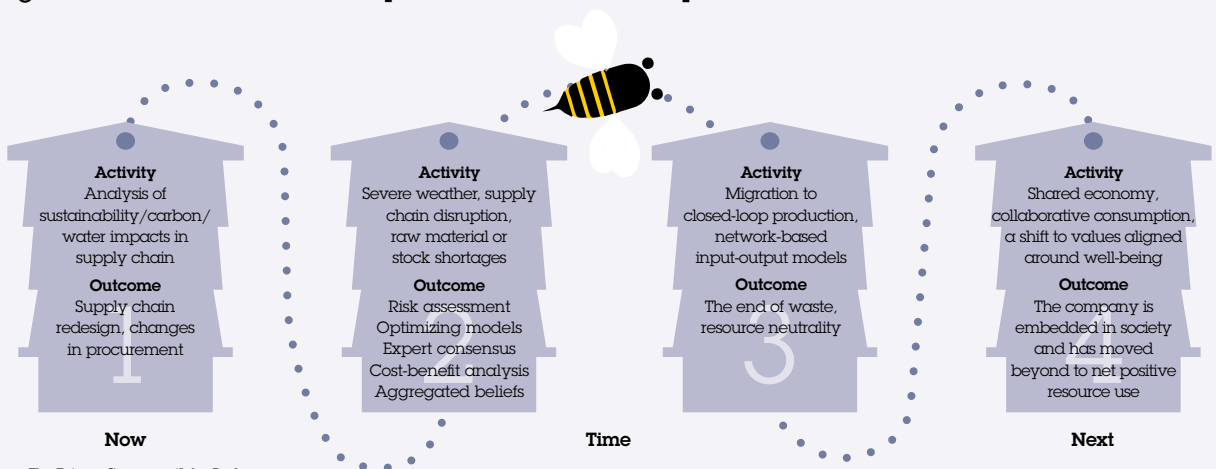 Activity
Analysis of
sustainability/carbon/
water impacts in
supply chain
Outcome
Supply chain
redesign, changes
in procurement
1
Activity
Severe weather, supply
chain disruption,
raw material or
stock shortages
Outcome
Risk assessment
Optimizing models
Expert consensus
Cost-benefit analysis
Aggregated beliefs
2
Activity
Migration to
closed-loop production,
network-based
input-output models
Outcome
The end of waste,
resource neutrality
3
Activity
Shared economy,
collaborative consumption,
a shift to values aligned
around well-being
Outcome
The company is
embedded in society
and has moved
beyond to net positive
resource use
4
Now
Time
Next